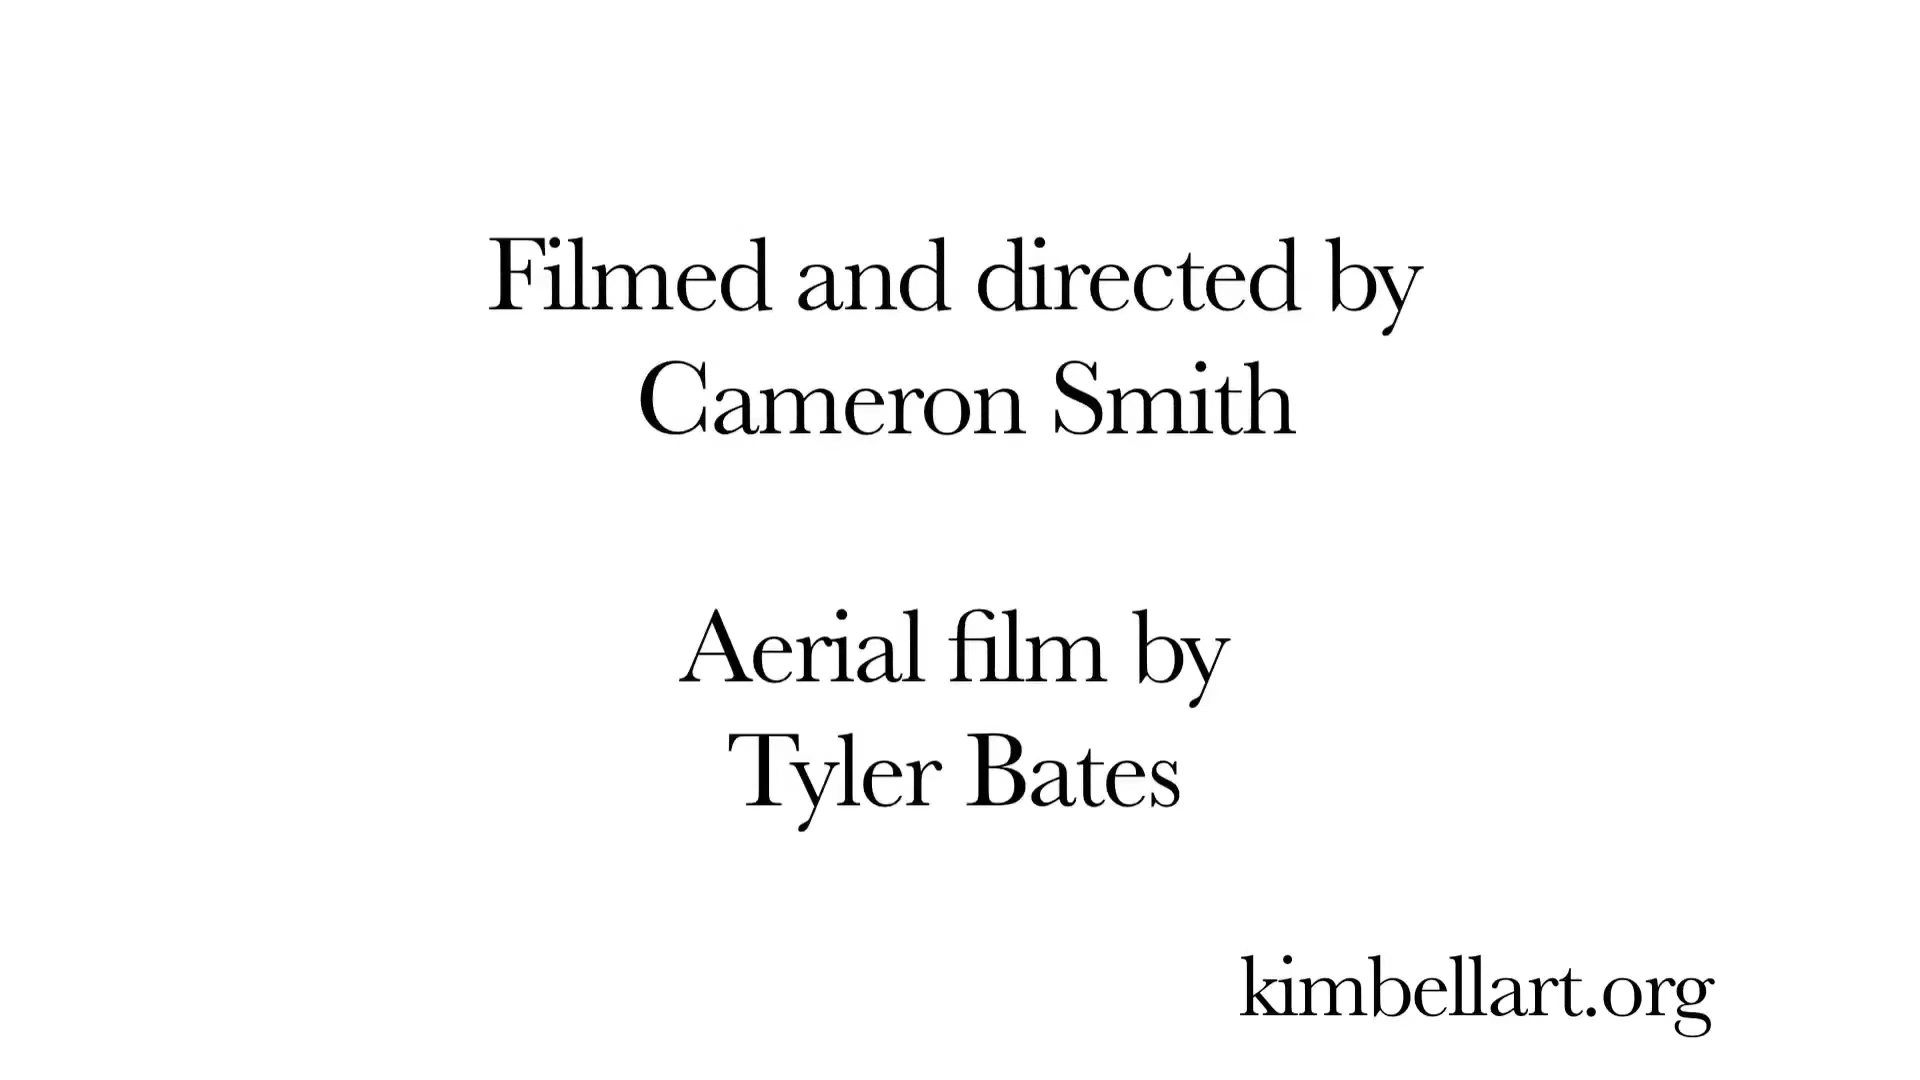 Filmed and directed by
Cameron Smith
Aerial film by
Tyler Bates
kimbellart.org